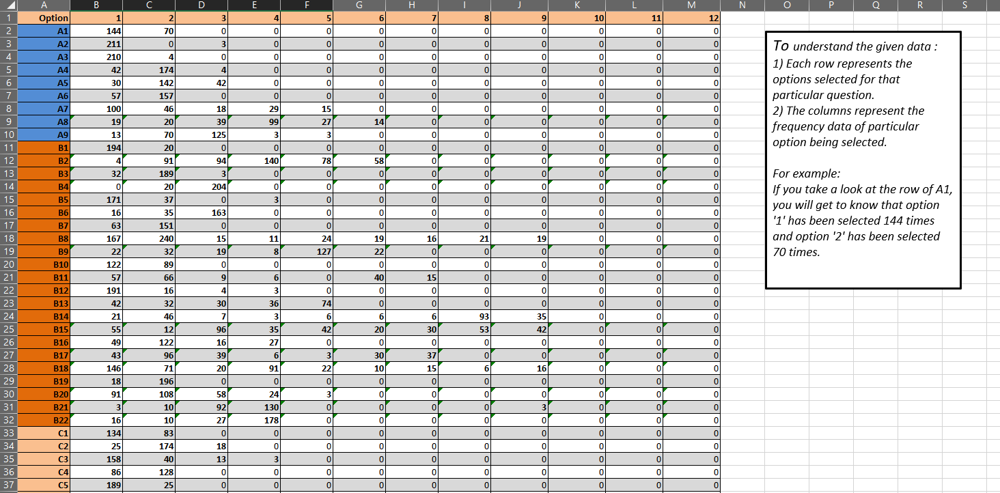 A B C D E F G H I J K L M N O P Q R S
1 Option 1 2 3 4 5 6 7 8 9 10 11 12
2 A1 144 70 0 0 0 0 0 0 0 0 0 0
3 A2 211 0 3 0 0 0 0 0 0 0 0 0
4 A3 210 4 0 0 0 0 0 0 0 0 0 0
5 A4 42 174 4 0 0 0 0 0 0 0 0 0
6 A5 30 142 42 0 0 0 0 0 0 0 0 0
7 A6 57 157 0 0 0 0 0 0 0 0 0 0
8 A7 100 46 18 29 15 0 0 0 0 0 0 0
9 A8 19 20 39 99 27 14 0 0 0 0 0 0
10 A9 13 70 125 3 3 0 0 0 0 0 0 0
11 B1 194 20 0 0 0 0 0 0 0 0 0 0
12 B2 4 91 94 140 78 58 0 0 0 0 0 0
13 B3 32 189 3 0 0 0 0 0 0 0 0 0
14 B4 0 20 204 0 0 0 0 0 0 0 0 0
15 B5 171 37 0 3 0 0 0 0 0 0 0 0
16 B6 16 35 163 0 0 0 0 0 0 0 0 0
17 B7 63 151 0 0 0 0 0 0 0 0 0 0
18 B8 167 240 15 11 24 19 16 21 19 0 0 0
19 B9 22 32 19 8 127 22 0 0 0 0 0 0
20 B10 122 89 0 0 0 0 0 0 0 0 0 0
21 B11 57 66 9 6 0 40 15 0 0 0 0 0
22 B12 191 16 4 3 0 0 0 0 0 0 0 0
23 B13 42 32 30 36 74 0 0 0 0 0 0 0
24 B14 21 46 7 3 6 6 6 93 35 0 0 0
25 B15 55 12 96 35 42 20 30 53 42 0 0 0
26 B16 49 122 16 27 0 0 0 0 0 0 0 0
27 B17 43 96 39 6 3 30 37 0 0 0 0 0
28 B18 146 71 20 91 22 10 15 6 16 0 0 0
29 B19 18 196 0 0 0 0 0 0 0 0 0 0
30 B20 91 108 58 24 3 0 0 0 0 0 0 0
31 B21 3 10 92 130 0 0 0 0 3 0 0 0
32 B22 16 10 27 178 0 0 0 0 0 0 0 0
33 C1 134 83 0 0 0 0 0 0 0 0 0 0
34 C2 25 174 18 0 0 0 0 0 0 0 0 0
35 C3 158 40 13 3 0 0 0 0 0 0 0 0
36 C4 86 128 0 0 0 0 0 0 0 0 0 0
37 C5 189 25 0 0 0 0 0 0 0 0 0 0
To understand the given data :
1) Each row represents the
options selected for that
particular question.
2) The columns represent the
frequency data of particular
option being selected.
For example:
If you take a look at the row of A1,
you will get to know that option
'1' has been selected 144 times
and option '2' has been selected
70 times.